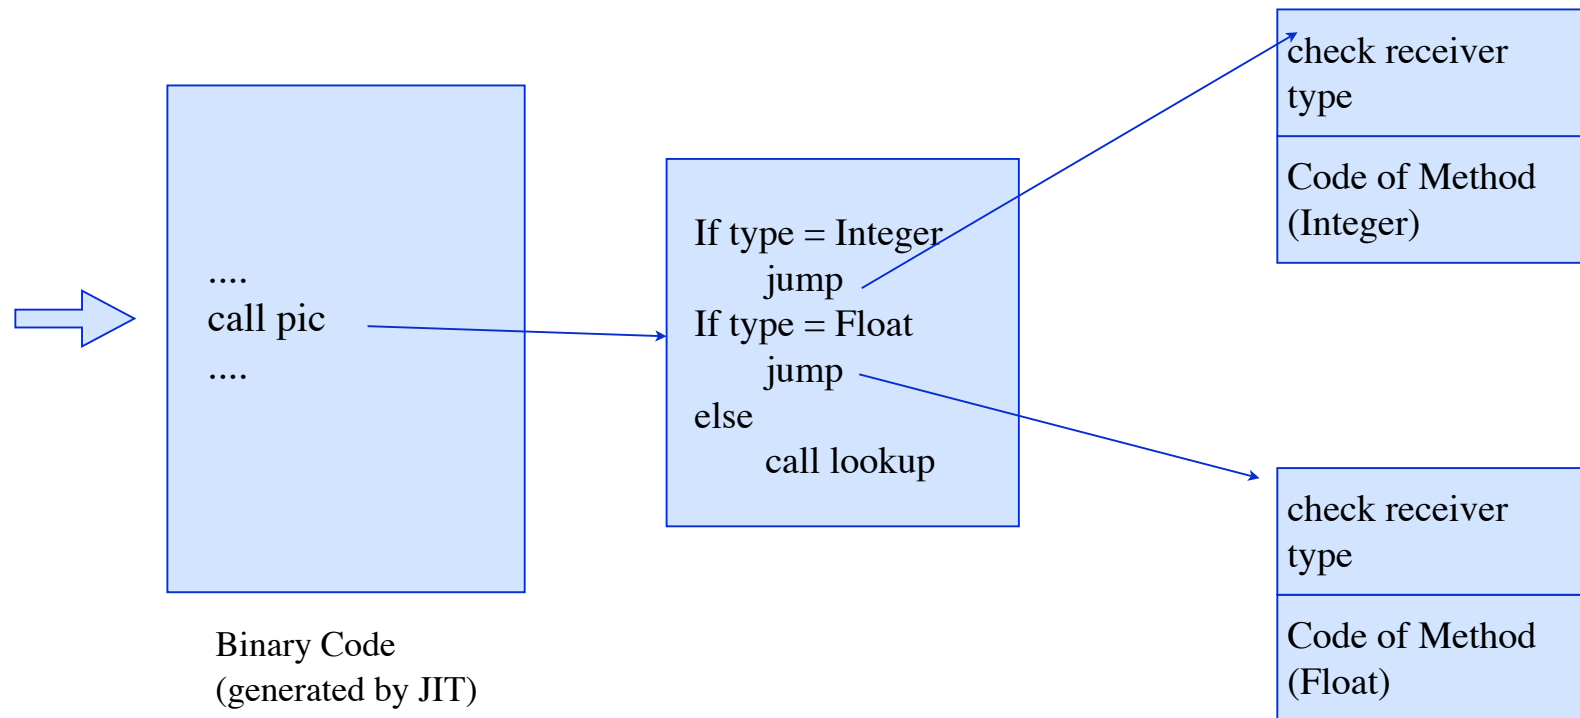 ....
call pic
....
Binary Code
(generated by JIT)
If type = Integer
jump
If type = Float
jump
else
call lookup
check receiver
type
Code of Method
(Integer)
check receiver
type
Code of Method
(Float)